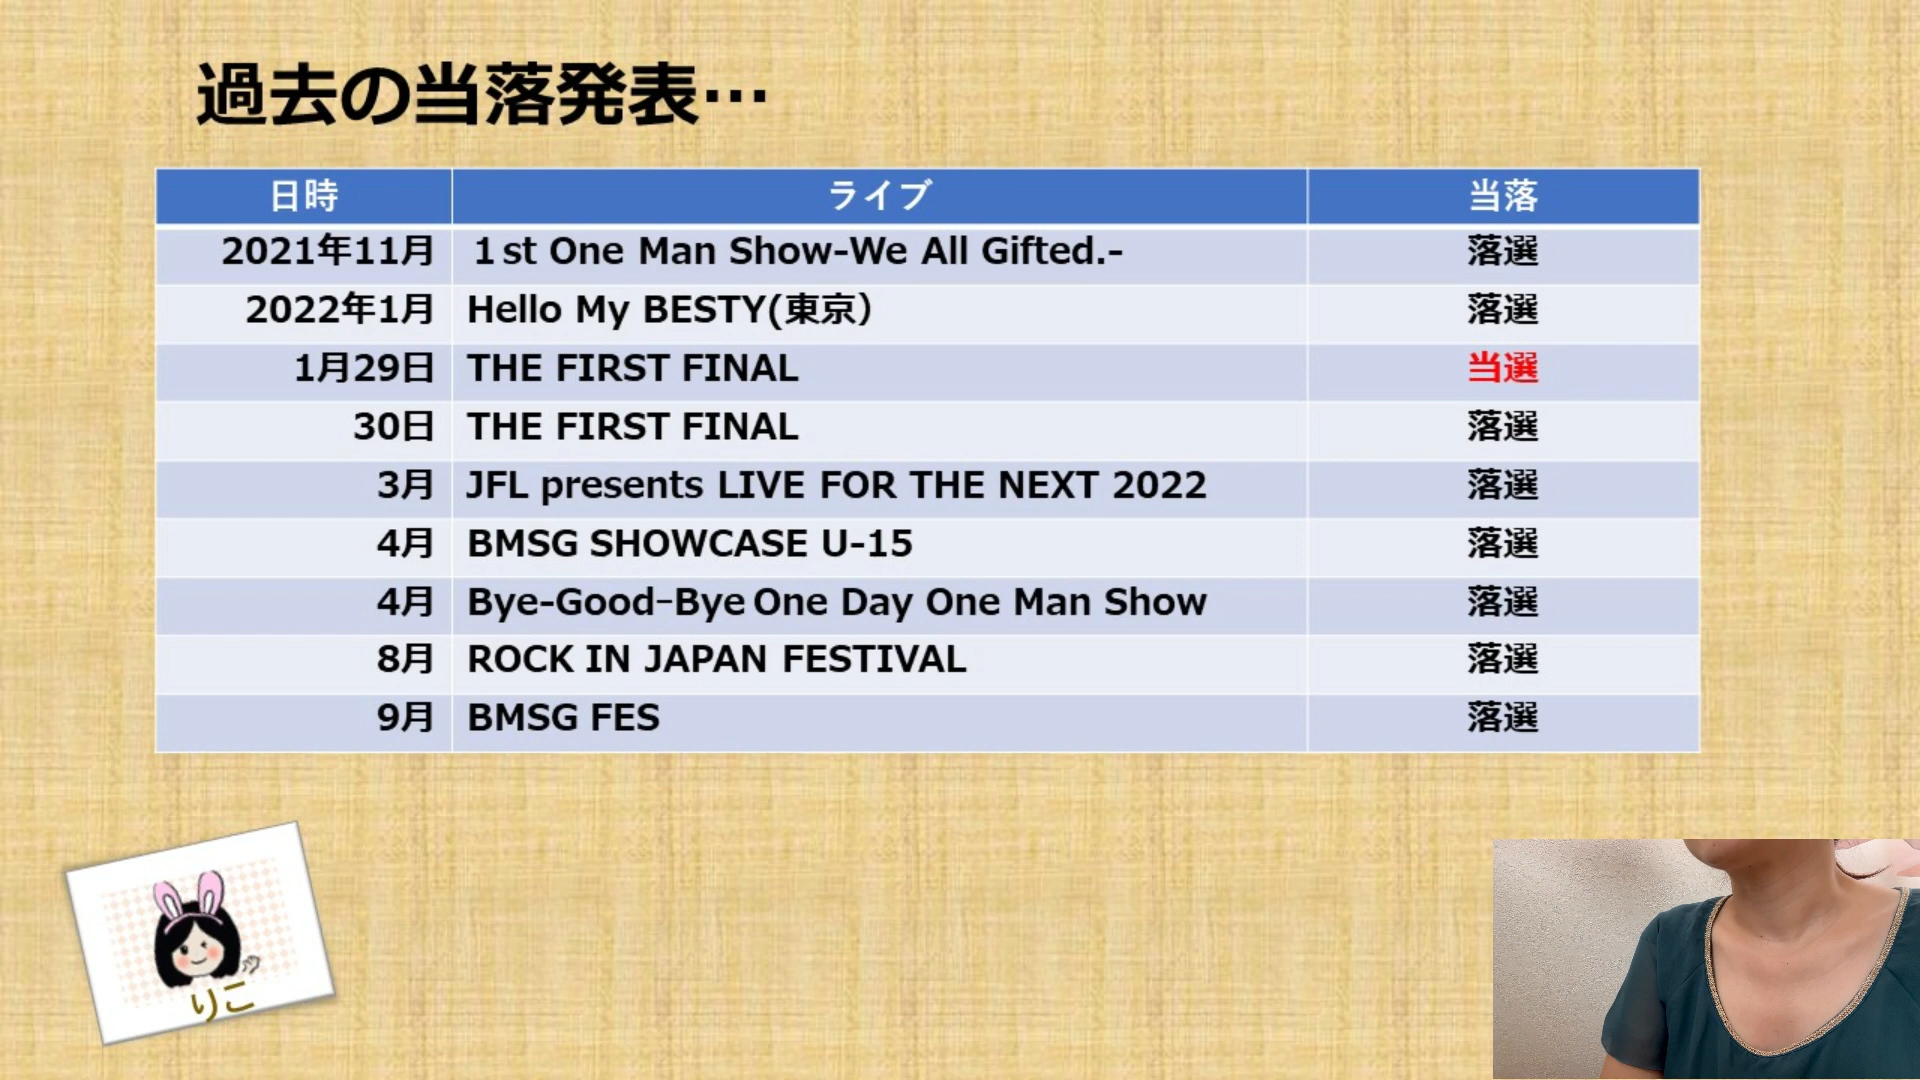 過去の当落発表…
日時 ライブ 当落
2021年11月 １st One Man Show-We All Gifted.- 落選
2022年1月 Hello My BESTY(東京） 落選
1月29日 THE FIRST FINAL 当選
30日 THE FIRST FINAL 落選
3月 JFL presents LIVE FOR THE NEXT 2022 落選
4月 BMSG SHOWCASE U-15 落選
4月 Bye-Good-Bye One Day One Man Show 落選
8月 ROCK IN JAPAN FESTIVAL 落選
9月 BMSG FES 落選
りこ